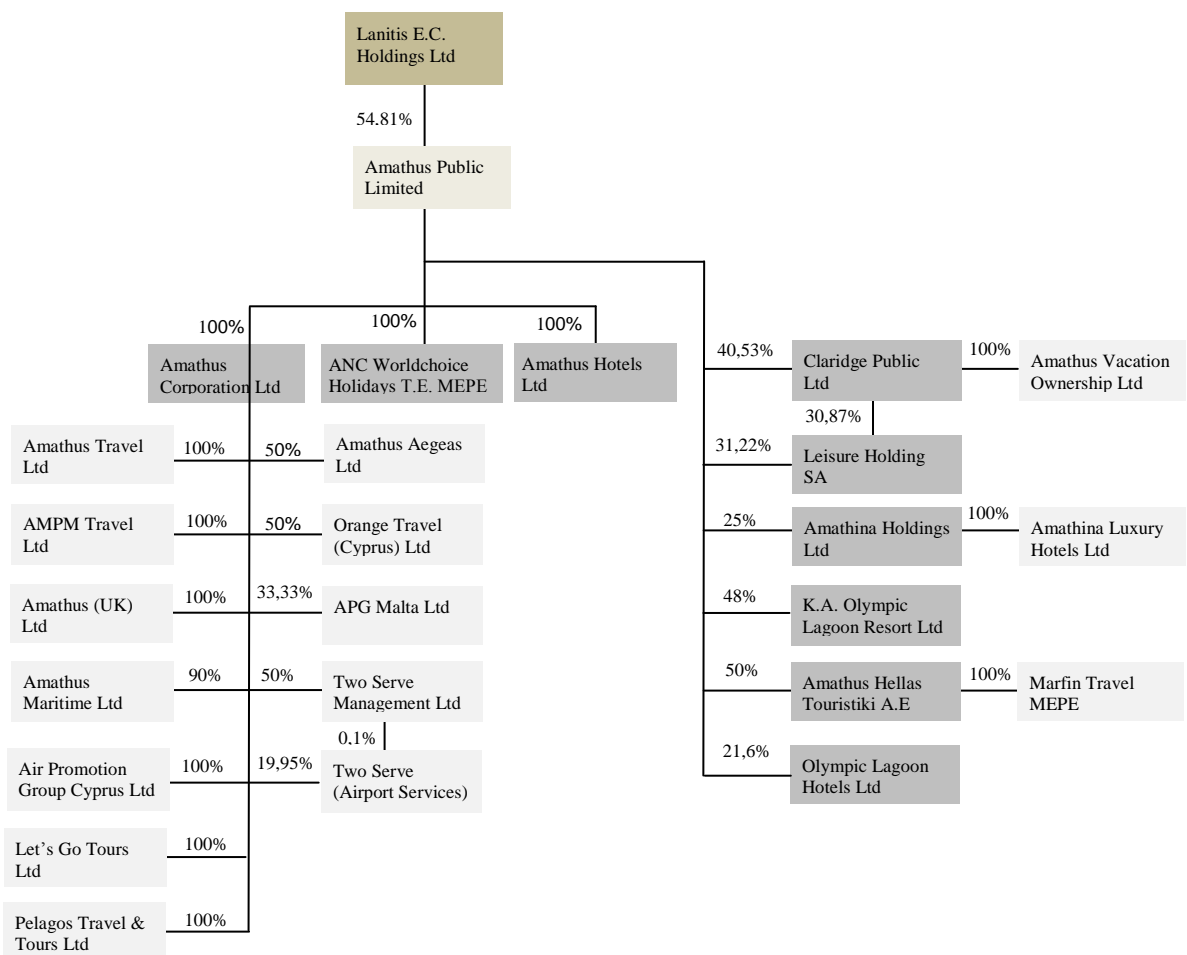 Lanitis E.C.
Holdings Ltd
54.81%
Amathus Public
Limited
100%
100%
100%
Amathus
Corporation Ltd
ANC Worldchoice
Holidays T.E. MEPE
Amathus Hotels
Ltd
Amathus Travel
Ltd
100%
50%
Amathus Aegeas
Ltd
AMPM Travel
Ltd
100%
50%
Orange Travel
(Cyprus) Ltd
Amathus (UK)
Ltd
100%
33,33%
APG Malta Ltd
Amathus
Maritime Ltd
90%
50%
Two Serve
Management Ltd
0,1%
Air Promotion
Group Cyprus Ltd
100%
19,95%
Two Serve
(Airport Services)
Let's Go Tours
Ltd
100%
Pelagos Travel &
Tours Ltd
100%
40,53%
Claridge Public
Ltd
100%
Amathus Vacation
Ownership Ltd
30,87%
31,22%
Leisure Holding
SA
25%
Amathina Holdings
Ltd
100%
Amathina Luxury
Hotels Ltd
48%
K.A. Olympic
Lagoon Resort Ltd
50%
Amathus Hellas
Touristiki A.E
100%
Marfin Travel
MEPE
21,6%
Olympic Lagoon
Hotels Ltd